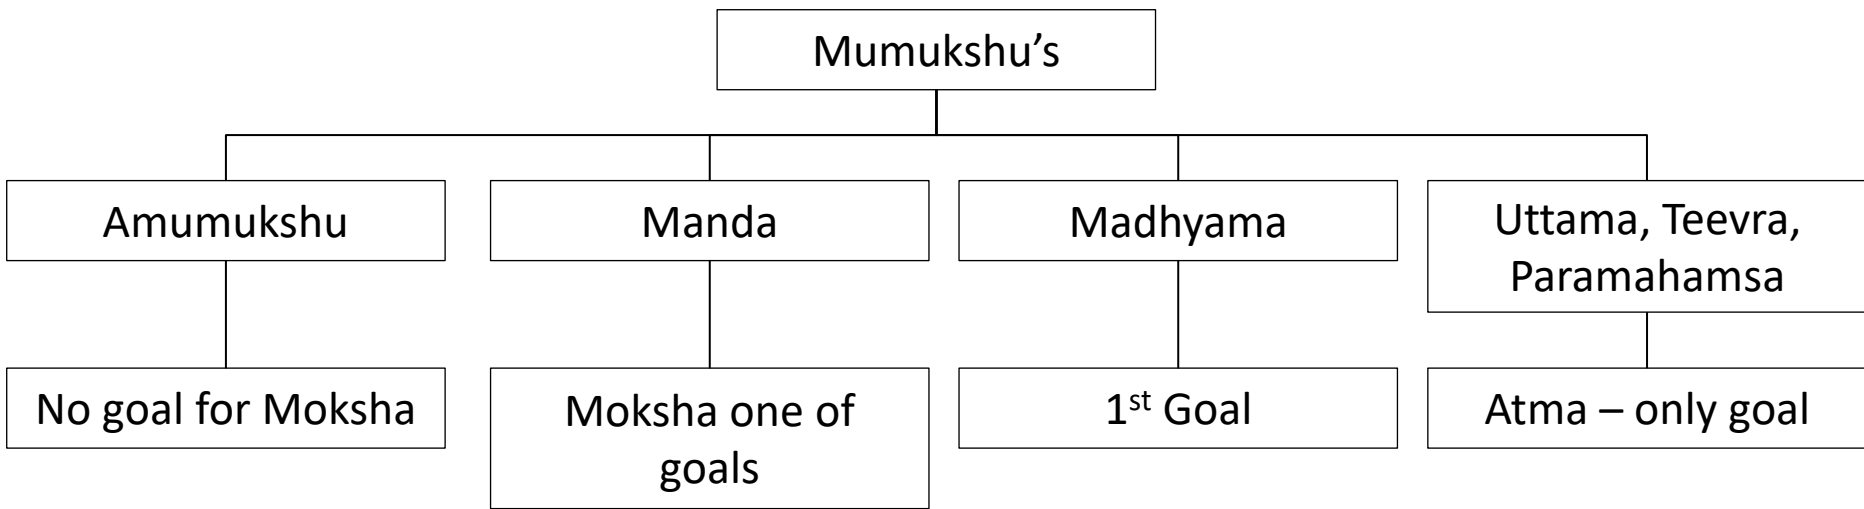 Mumukshu’s
Amumukshu
Manda
Madhyama
Uttama, Teevra,
Paramahamsa
No goal for Moksha
Moksha one of
goals
1st Goal
Atma – only goal